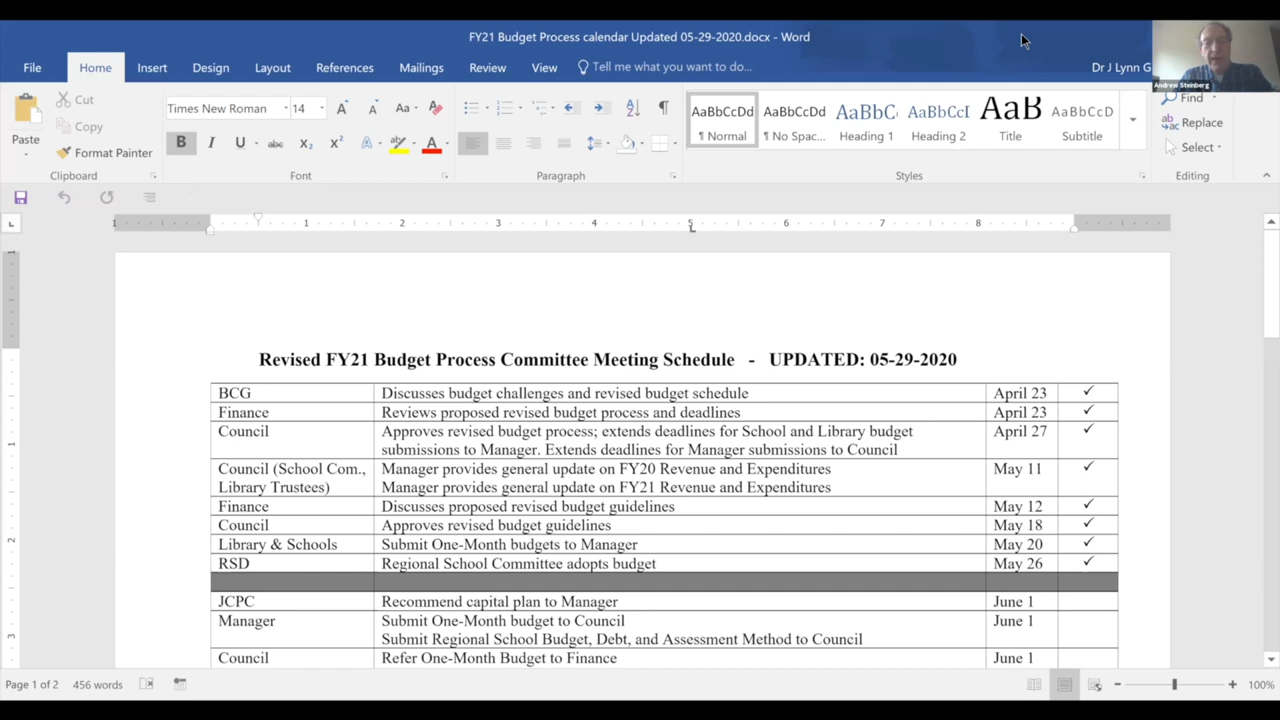 FY21 Budget Process calendar Updated 05-29-2020.docx - Word
Andrew Steinberg
File Home Insert Design Layout References Mailings Review View Tell me what you want to do... Dr J Lynn G
Cut
Copy
Format Painter
Paste
Clipboard
Times New Roman 14
Font
Paragraph
AaBbCcDd AaBbCcDd AaBbC AaBbCcI AaB AaBbCcD
¶ Normal ¶ No Spac... Heading 1 Heading 2 Title Subtitle
Styles
Find
Replace
Select
Editing
1 1 2 3 4 5 6 7 8
Revised FY21 Budget Process Committee Meeting Schedule - UPDATED: 05-29-2020
BCG Discusses budget challenges and revised budget schedule April 23 ✓
Finance Reviews proposed revised budget process and deadlines April 23 ✓
Council Approves revised budget process; extends deadlines for School and Library budget April 27 ✓
submissions to Manager. Extends deadlines for Manager submissions to Council
Council (School Com., Manager provides general update on FY20 Revenue and Expenditures May 11 ✓
Library Trustees) Manager provides general update on FY21 Revenue and Expenditures
Finance Discusses proposed revised budget guidelines May 12 ✓
Council Approves revised budget guidelines May 18 ✓
Library & Schools Submit One-Month budgets to Manager May 20 ✓
RSD Regional School Committee adopts budget May 26 ✓
JCPC Recommend capital plan to Manager June 1
Manager Submit One-Month budget to Council June 1
Submit Regional School Budget, Debt, and Assessment Method to Council
Council Refer One-Month Budget to Finance June 1
Page 1 of 2 456 words 100%